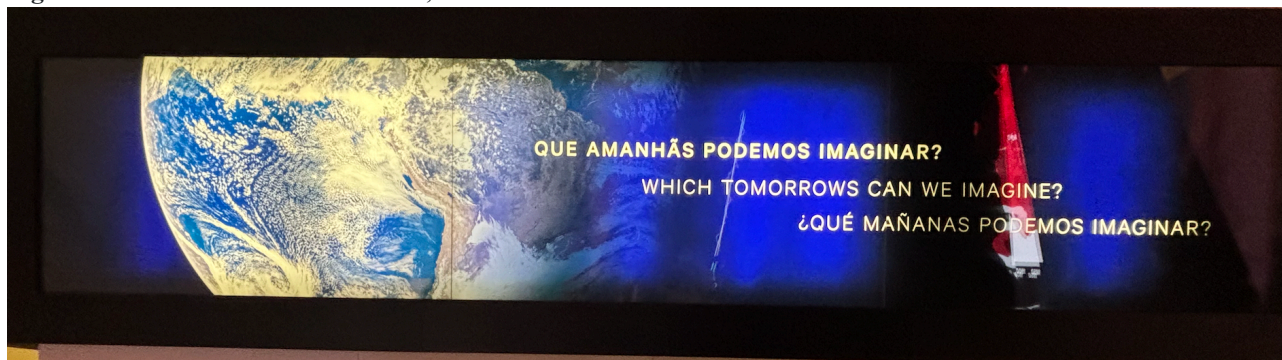 QUE AMANHÃS PODEMOS IMAGINAR?
WHICH TOMORROWS CAN WE IMAGINE?
¿QUÉ MAÑANAS PODEMOS IMAGINAR?